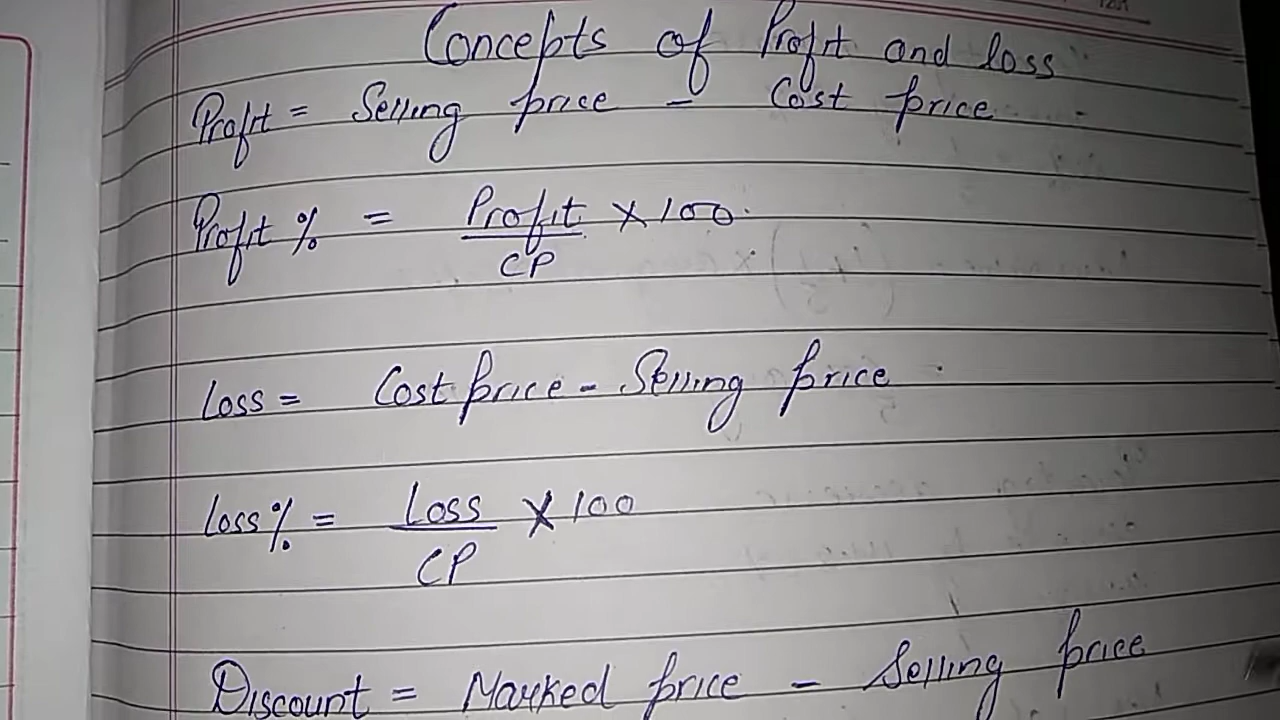 Concepts of Profit and loss
Profit = Selling price - Cost price
Profit % = Profit / CP × 100
Loss = Cost price - Selling price
Loss % = Loss / CP × 100
Discount = Marked price - Selling price